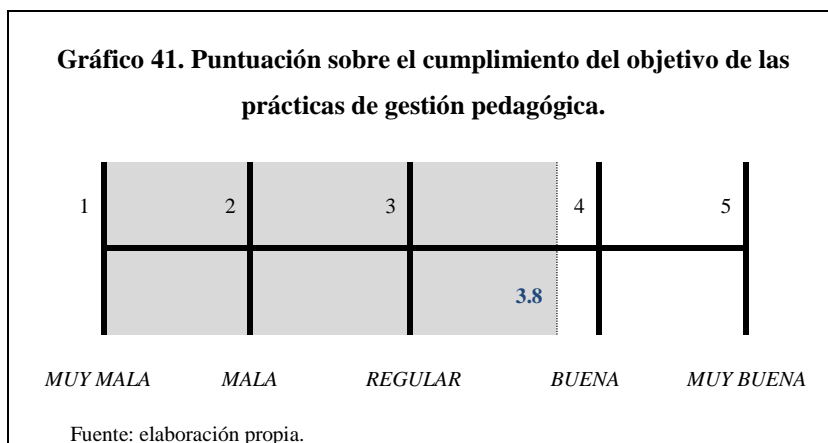 Gráfico 41. Puntuación sobre el cumplimiento del objetivo de las
prácticas de gestión pedagógica.
1 2 3 4 5
3.8
MUY MALA MALA REGULAR BUENA MUY BUENA
Fuente: elaboración propia.